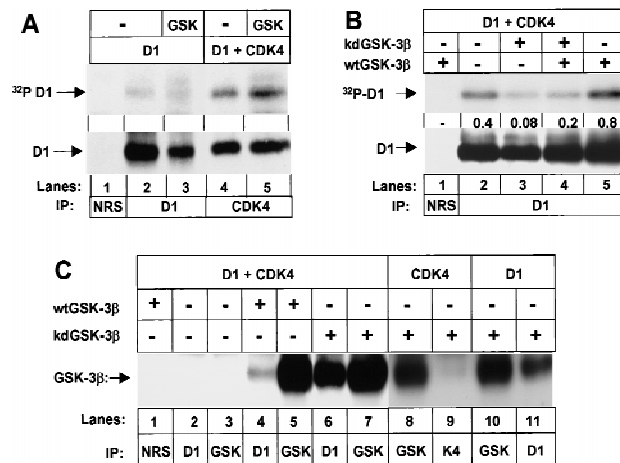 A
- GSK - GSK
D1 D1 + CDK4
32P D1
D1
Lanes: 1 2 3 4 5
IP: NRS D1 CDK4
B
D1 + CDK4
kdGSK-3β - - + + -
wtGSK-3β + - - + +
32P-D1
- 0.4 0.08 0.2 0.8
D1
Lanes: 1 2 3 4 5
IP: NRS D1
C
D1 + CDK4 CDK4 D1
wtGSK-3β + - - + + - - - - - -
kdGSK-3β - - - - - + + + + + +
GSK-3β:
Lanes: 1 2 3 4 5 6 7 8 9 10 11
IP: NRS D1 GSK D1 GSK D1 GSK GSK K4 GSK D1